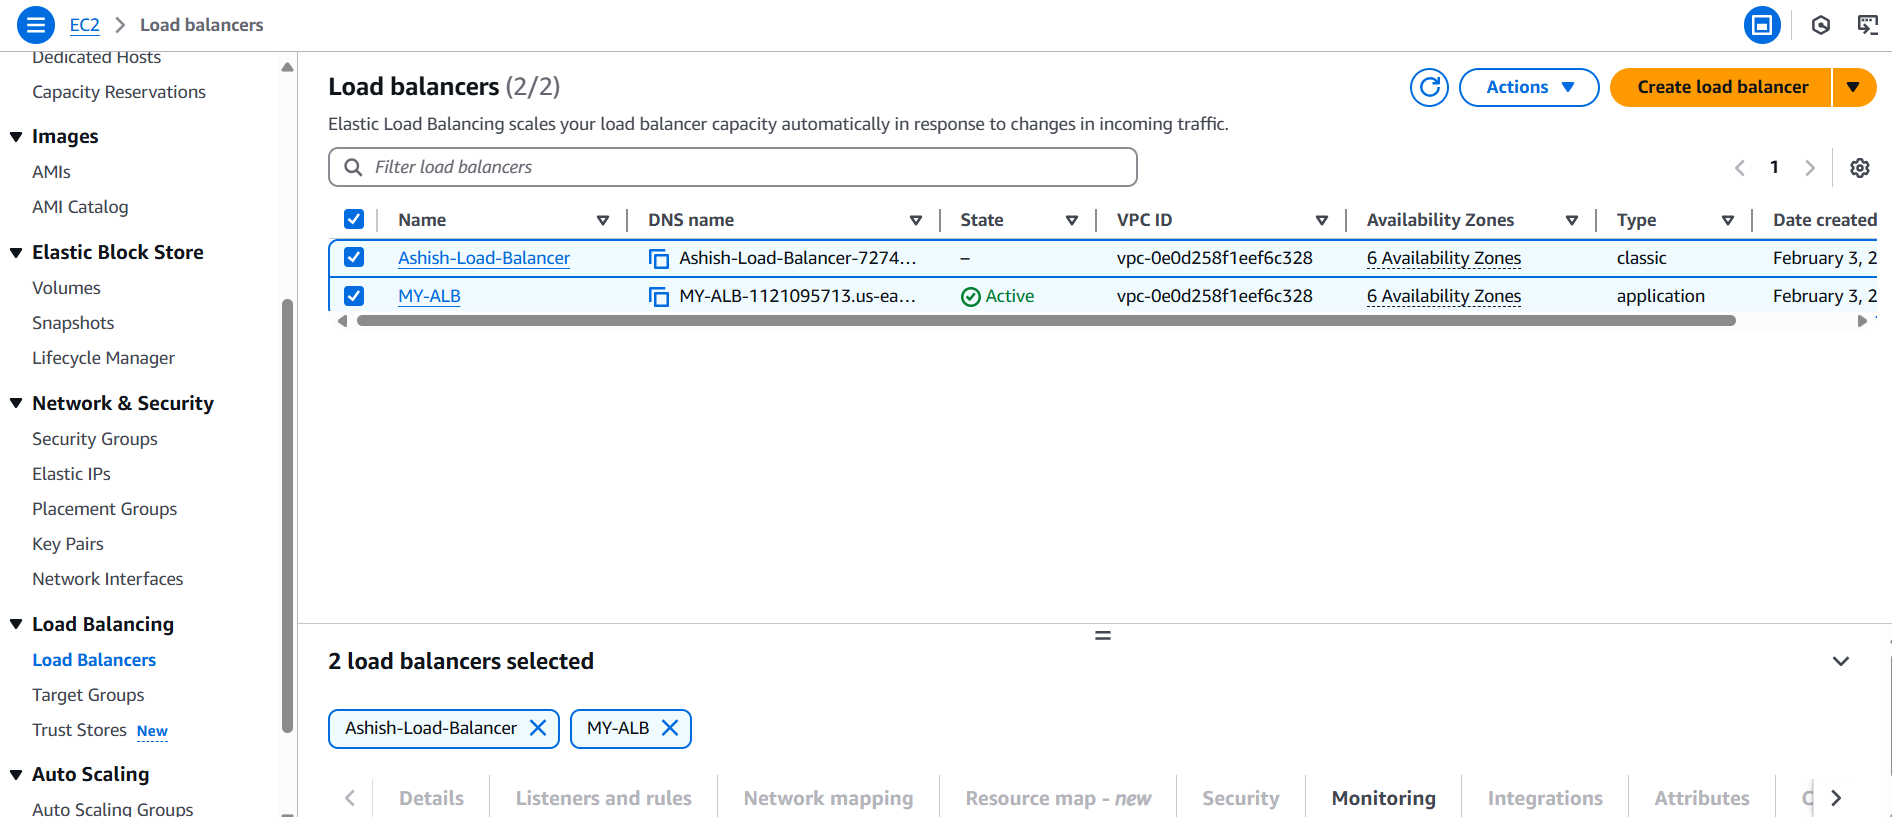 EC2 > Load balancers
Dedicated Hosts
Capacity Reservations
Images
AMIs
AMI Catalog
Elastic Block Store
Volumes
Snapshots
Lifecycle Manager
Network & Security
Security Groups
Elastic IPs
Placement Groups
Key Pairs
Network Interfaces
Load Balancing
Load Balancers
Target Groups
Trust Stores New
Auto Scaling
Auto Scaling Groups
Load balancers (2/2)
Actions
Create load balancer
Elastic Load Balancing scales your load balancer capacity automatically in response to changes in incoming traffic.
Filter load balancers
1
Name DNS name State VPC ID Availability Zones Type Date created
Ashish-Load-Balancer Ashish-Load-Balancer-7274... – vpc-0e0d258f1eef6c328 6 Availability Zones classic February 3, 2
MY-ALB MY-ALB-1121095713.us-ea... Active vpc-0e0d258f1eef6c328 6 Availability Zones application February 3, 2
2 load balancers selected
Ashish-Load-Balancer MY-ALB
Details Listeners and rules Network mapping Resource map - new Security Monitoring Integrations Attributes